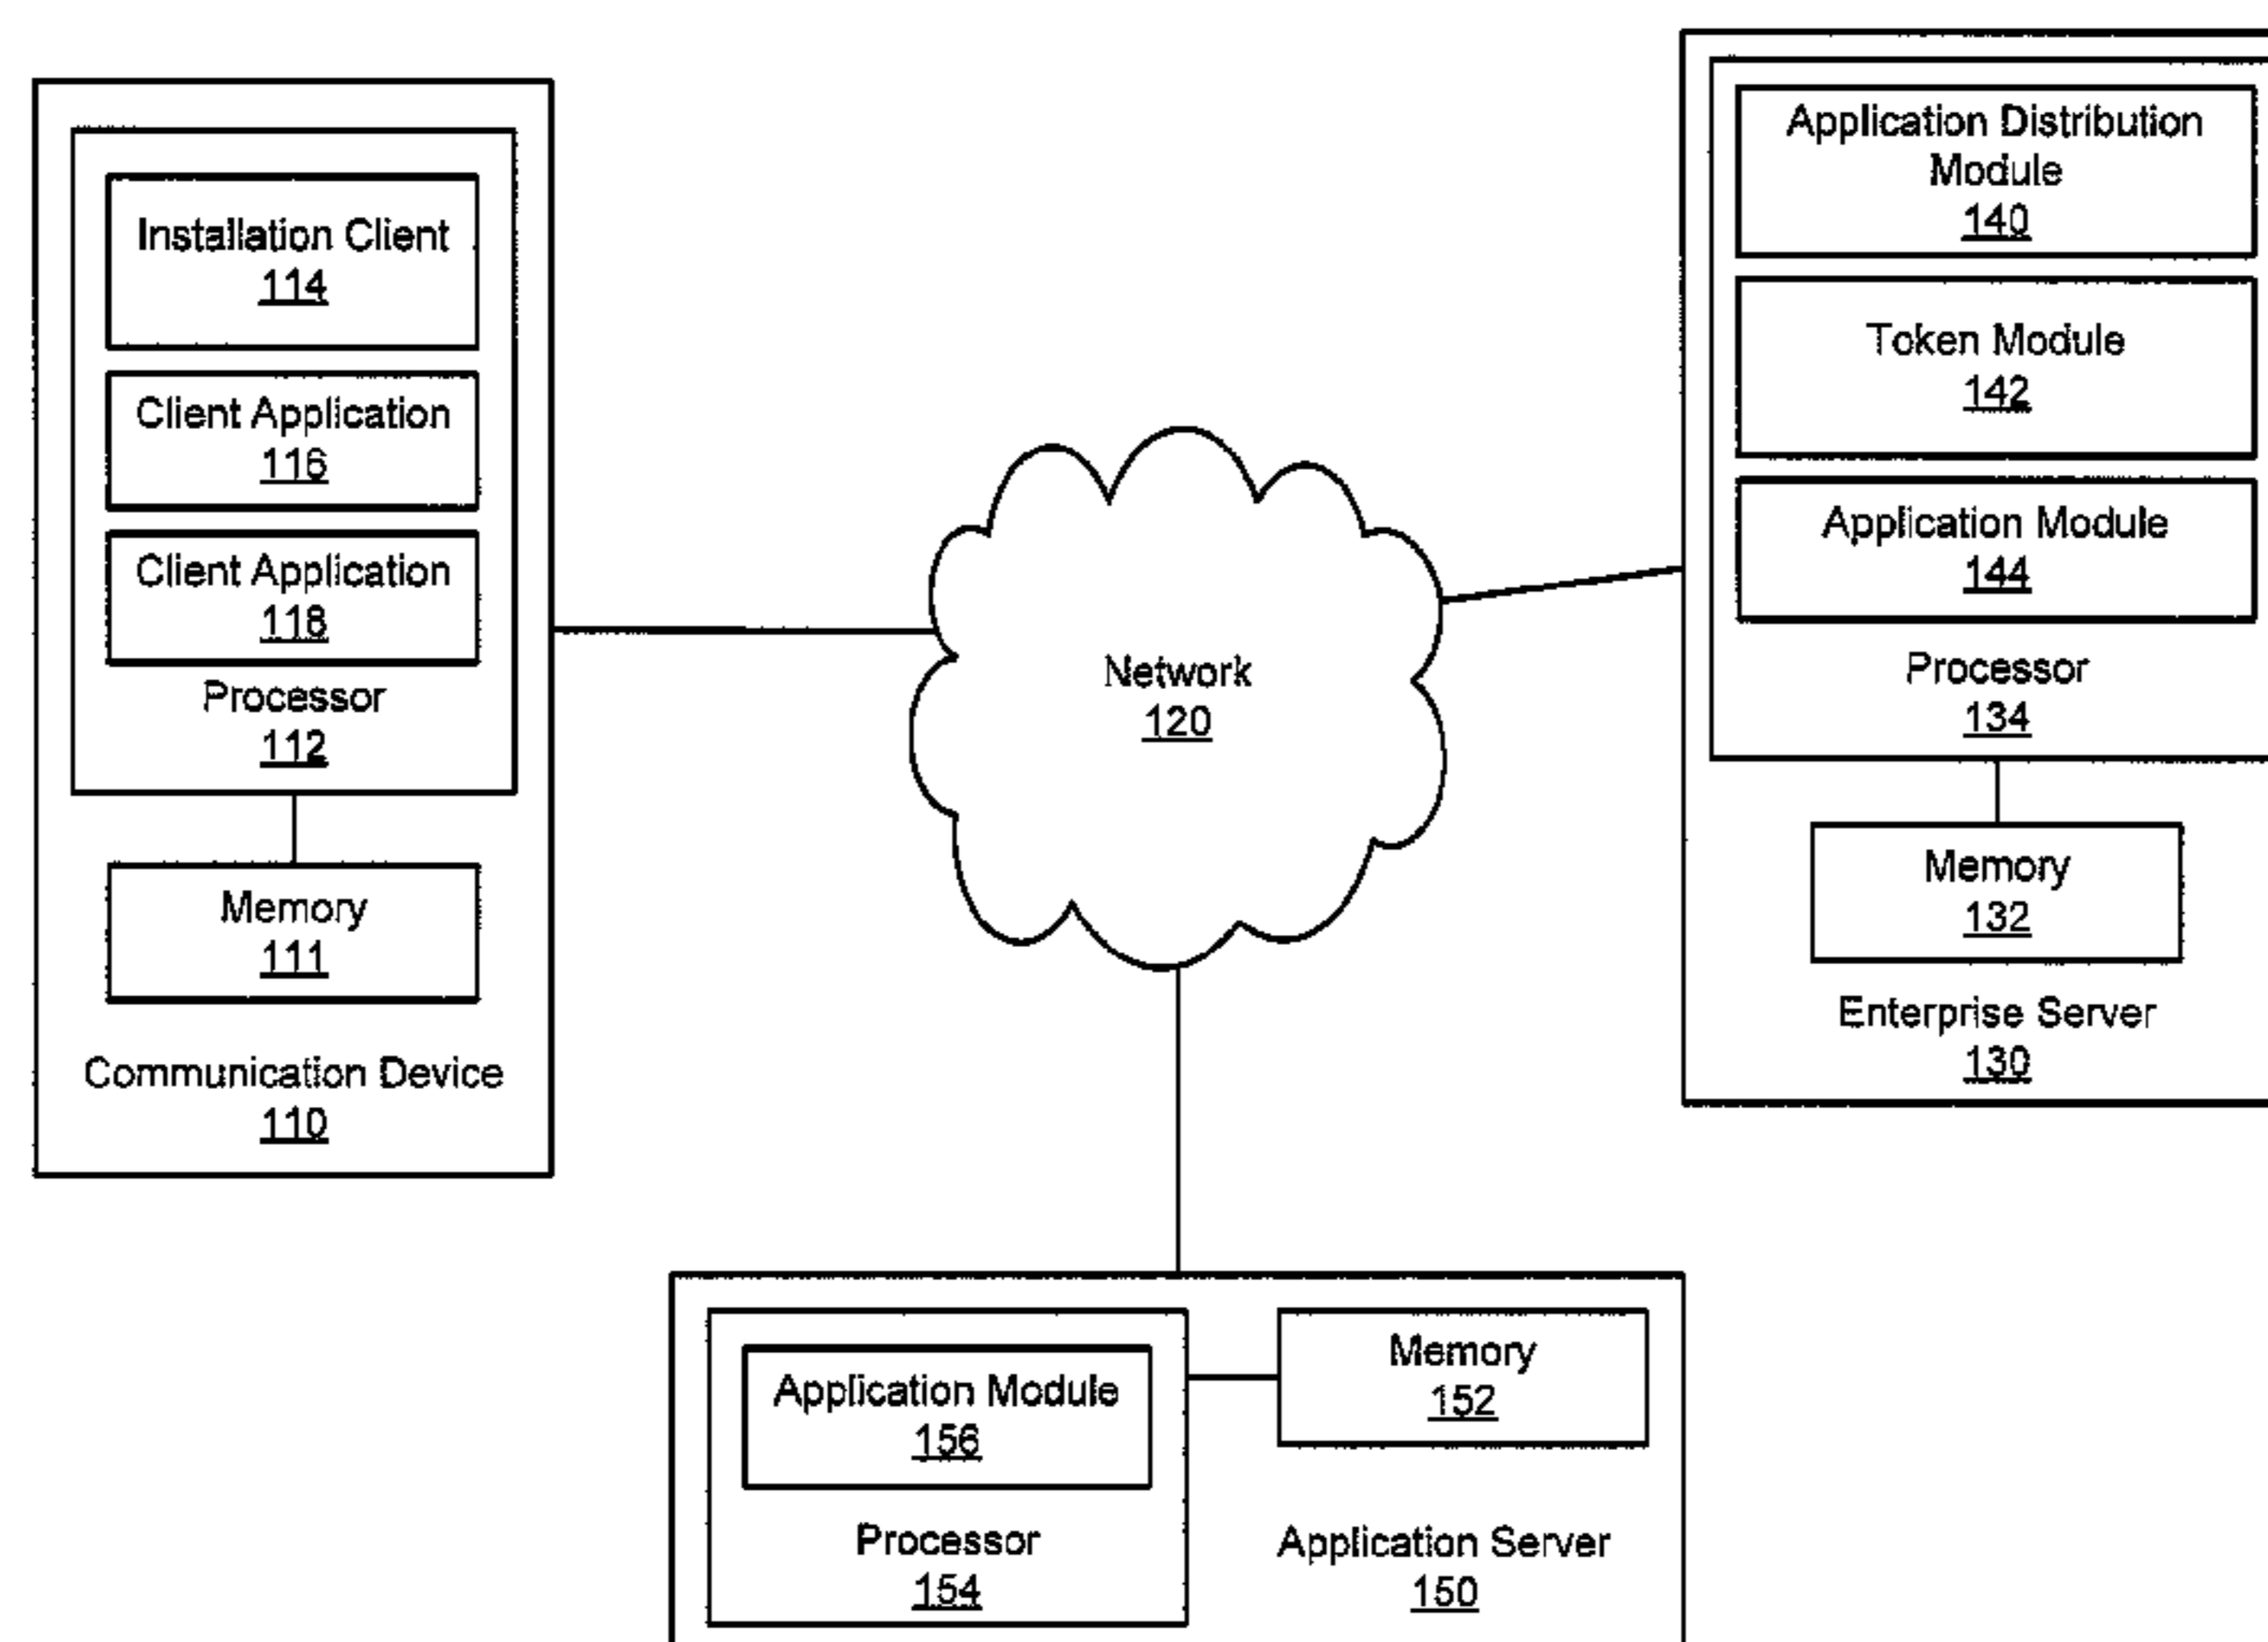 Installation Client
114
Client Application
116
Client Application
118
Processor
112
Memory
111
Communication Device
110
Network
120
Application Distribution
Module
140
Token Module
142
Application Module
144
Processor
134
Memory
132
Enterprise Server
130
Application Module
156
Processor
154
Memory
152
Application Server
150